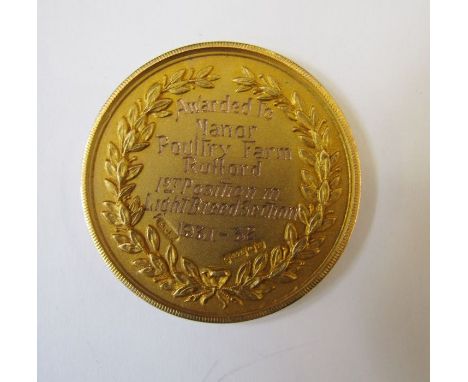 Awarded To
Manor
Poultry Farm
Rufford
1ST Position in
Light Breed Section
1931-32